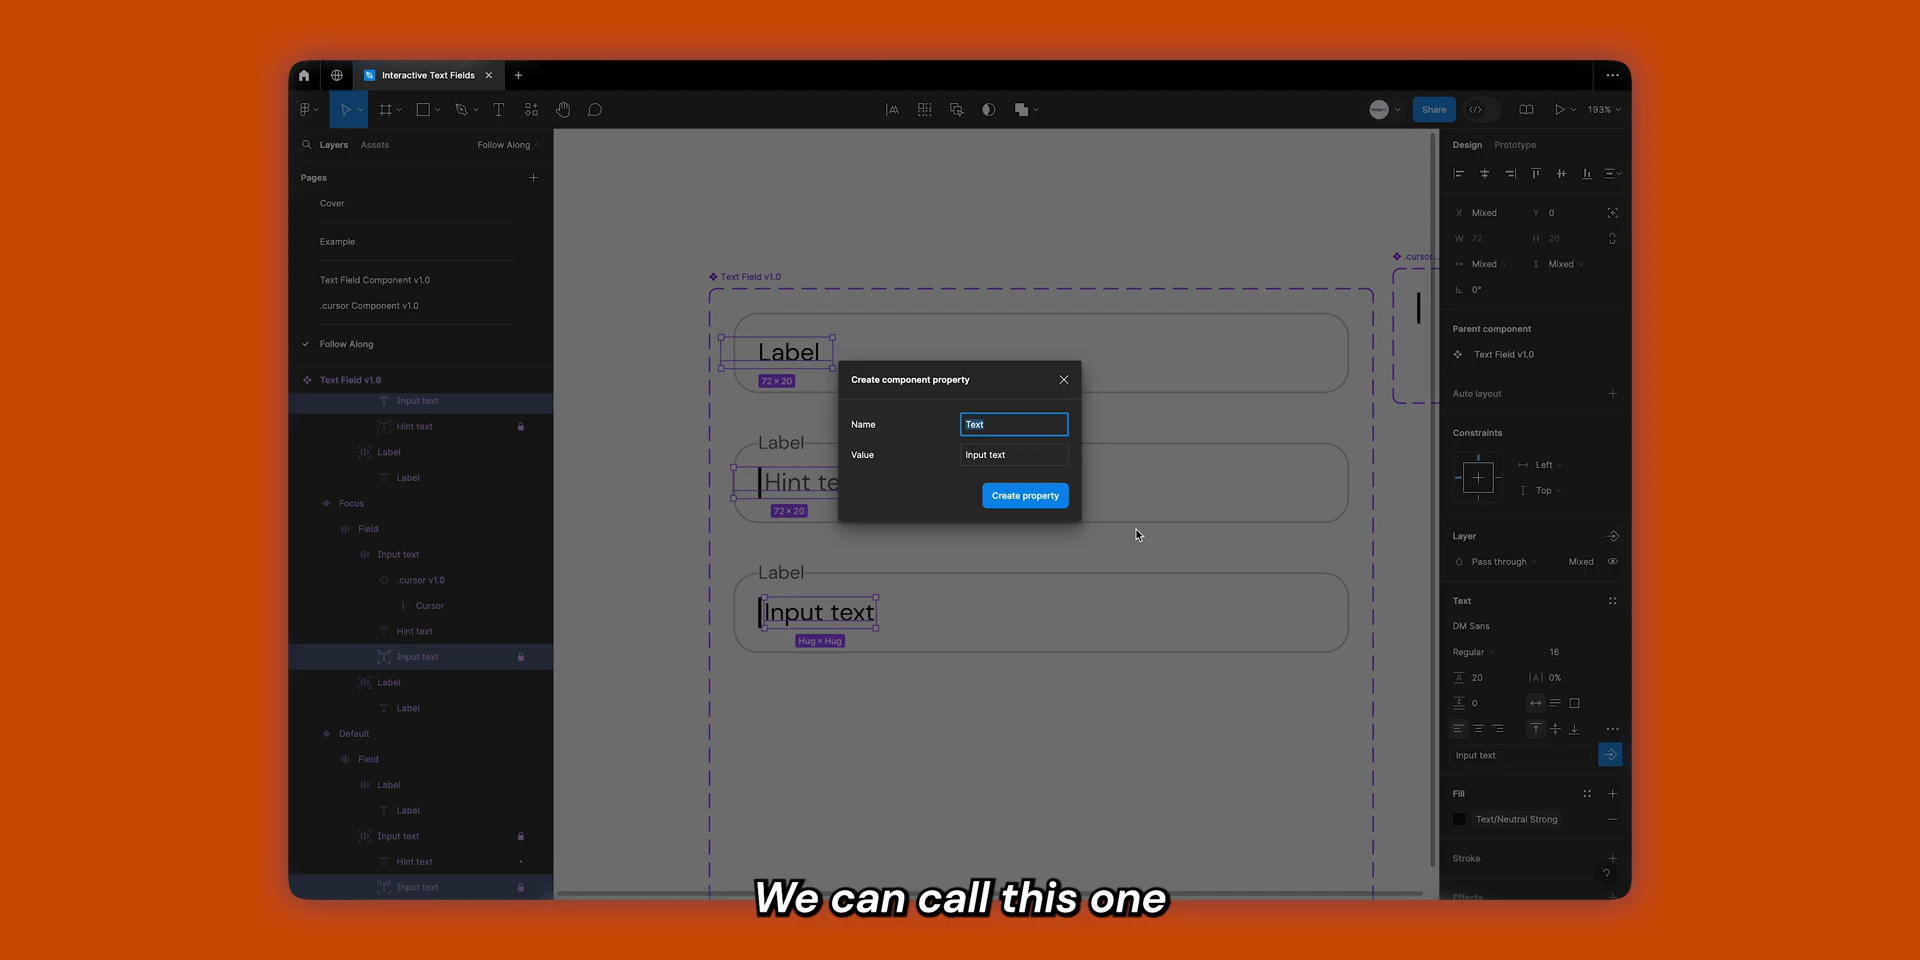 Interactive Text Fields
Share
193%
Layers Assets Follow Along
Pages
Cover
Example
Text Field Component v1.0
.cursor Component v1.0
Follow Along
Text Field v1.0
Input text
Hint text
Label
Label
Focus
Field
Input text
.cursor v1.0
Cursor
Hint text
Input text
Label
Label
Default
Field
Label
Label
Input text
Hint text
Input text
Text Field v1.0
.cursor...
Label
72 × 20
Label
Hint te
72 × 20
Label
Input text
Hug × Hug
Create component property
Name Text
Value Input text
Create property
Design Prototype
X Mixed Y 0
W 72 H 20
Mixed Mixed
0°
Parent component
Text Field v1.0
Auto layout
Constraints
Left
Top
Layer
Pass through Mixed
Text
DM Sans
Regular 16
A 20 |A| 0%
0
Input text
Fill
Text/Neutral Strong
Stroke
?
Effects
We can call this one